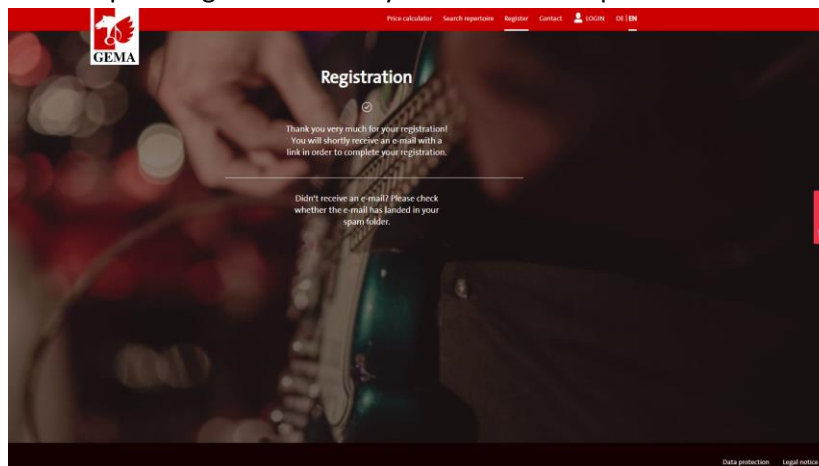 Price calculator Search repertoire Register Contact LOGIN DE | EN
GEMA
Registration
Thank you very much for your registration!
You will shortly receive an e-mail with a
link in order to complete your registration.
Didn't receive an e-mail? Please check
whether the e-mail has landed in your
spam folder.
Data protection Legal notice